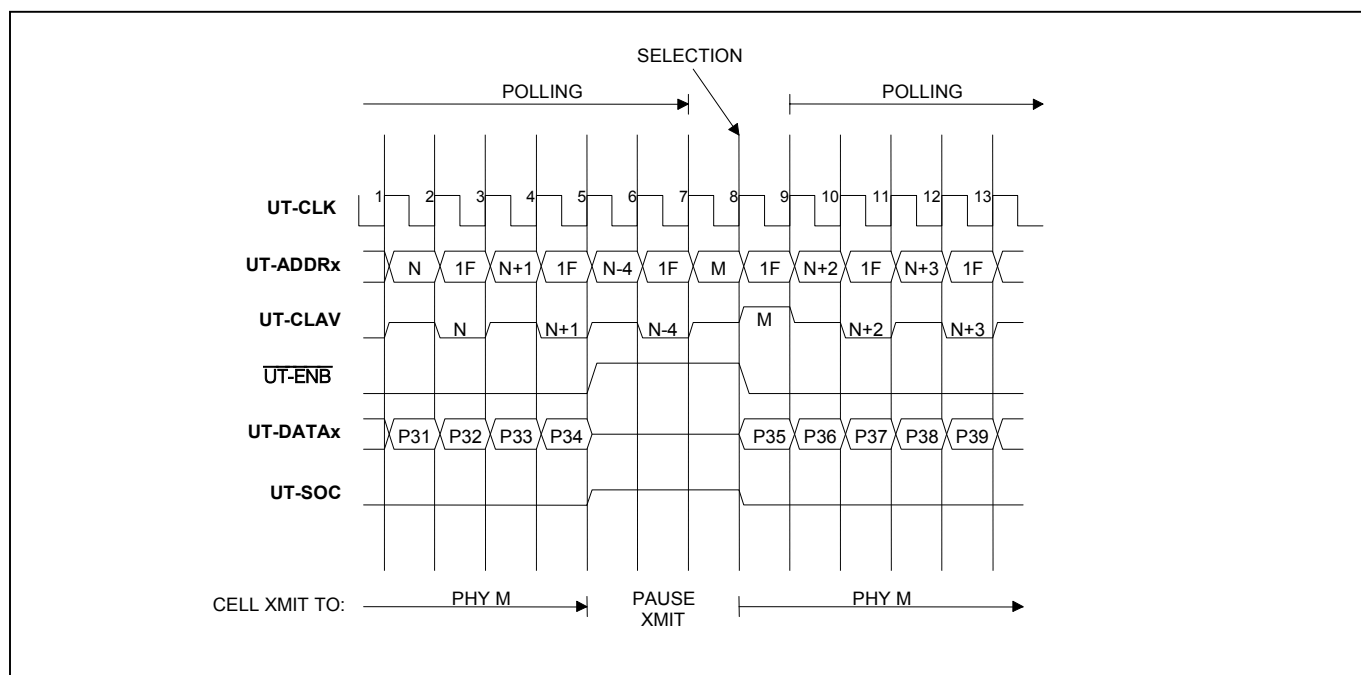 SELECTION
POLLING POLLING
1 2 3 4 5 6 7 8 9 10 11 12 13
UT-CLK
UT-ADDRx N 1F N+1 1F N-4 1F M 1F N+2 1F N+3 1F
UT-CLAV N N+1 N-4 M N+2 N+3
UT-ENB
UT-DATAx P31 P32 P33 P34 P35 P36 P37 P38 P39
UT-SOC
CELL XMIT TO: PHY M PAUSE XMIT PHY M